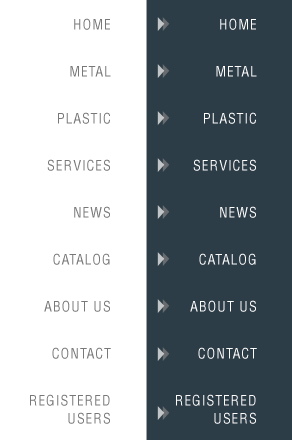 HOME
METAL
PLASTIC
SERVICES
NEWS
CATALOG
ABOUT US
CONTACT
REGISTERED
USERS
HOME
METAL
PLASTIC
SERVICES
NEWS
CATALOG
ABOUT US
CONTACT
REGISTERED
USERS